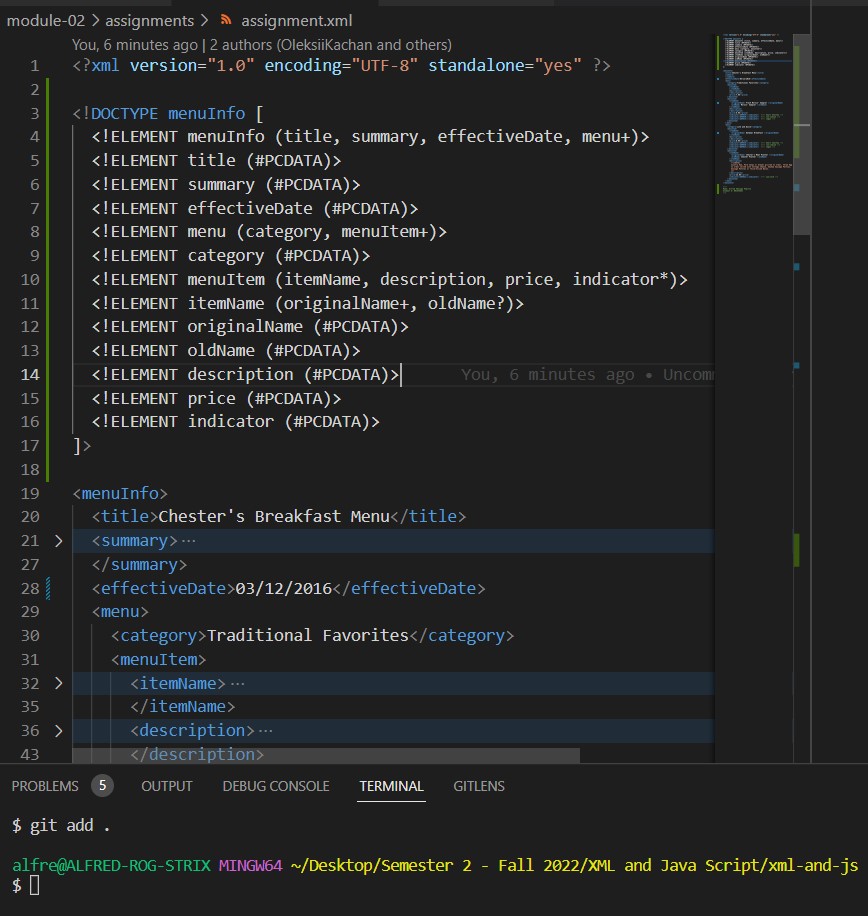 module-02 > assignments > assignment.xml
You, 6 minutes ago | 2 authors (OleksiiKachan and others)
1 <?xml version="1.0" encoding="UTF-8" standalone="yes" ?>
2
3 <!DOCTYPE menuInfo [
4 <!ELEMENT menuInfo (title, summary, effectiveDate, menu+)>
5 <!ELEMENT title (#PCDATA)>
6 <!ELEMENT summary (#PCDATA)>
7 <!ELEMENT effectiveDate (#PCDATA)>
8 <!ELEMENT menu (category, menuItem+)>
9 <!ELEMENT category (#PCDATA)>
10 <!ELEMENT menuItem (itemName, description, price, indicator*)>
11 <!ELEMENT itemName (originalName+, oldName?)>
12 <!ELEMENT originalName (#PCDATA)>
13 <!ELEMENT oldName (#PCDATA)>
14 <!ELEMENT description (#PCDATA)> You, 6 minutes ago • Uncom
15 <!ELEMENT price (#PCDATA)>
16 <!ELEMENT indicator (#PCDATA)>
17 ]>
18
19 <menuInfo>
20 <title>Chester's Breakfast Menu</title>
21 > <summary>···
27 </summary>
28 <effectiveDate>03/12/2016</effectiveDate>
29 <menu>
30 <category>Traditional Favorites</category>
31 <menuItem>
32 > <itemName>···
35 </itemName>
36 > <description>···
43 </description>
PROBLEMS 5 OUTPUT DEBUG CONSOLE TERMINAL GITLENS
$ git add .
alfre@ALFRED-ROG-STRIX MINGW64 ~/Desktop/Semester 2 - Fall 2022/XML and Java Script/xml-and-js
$